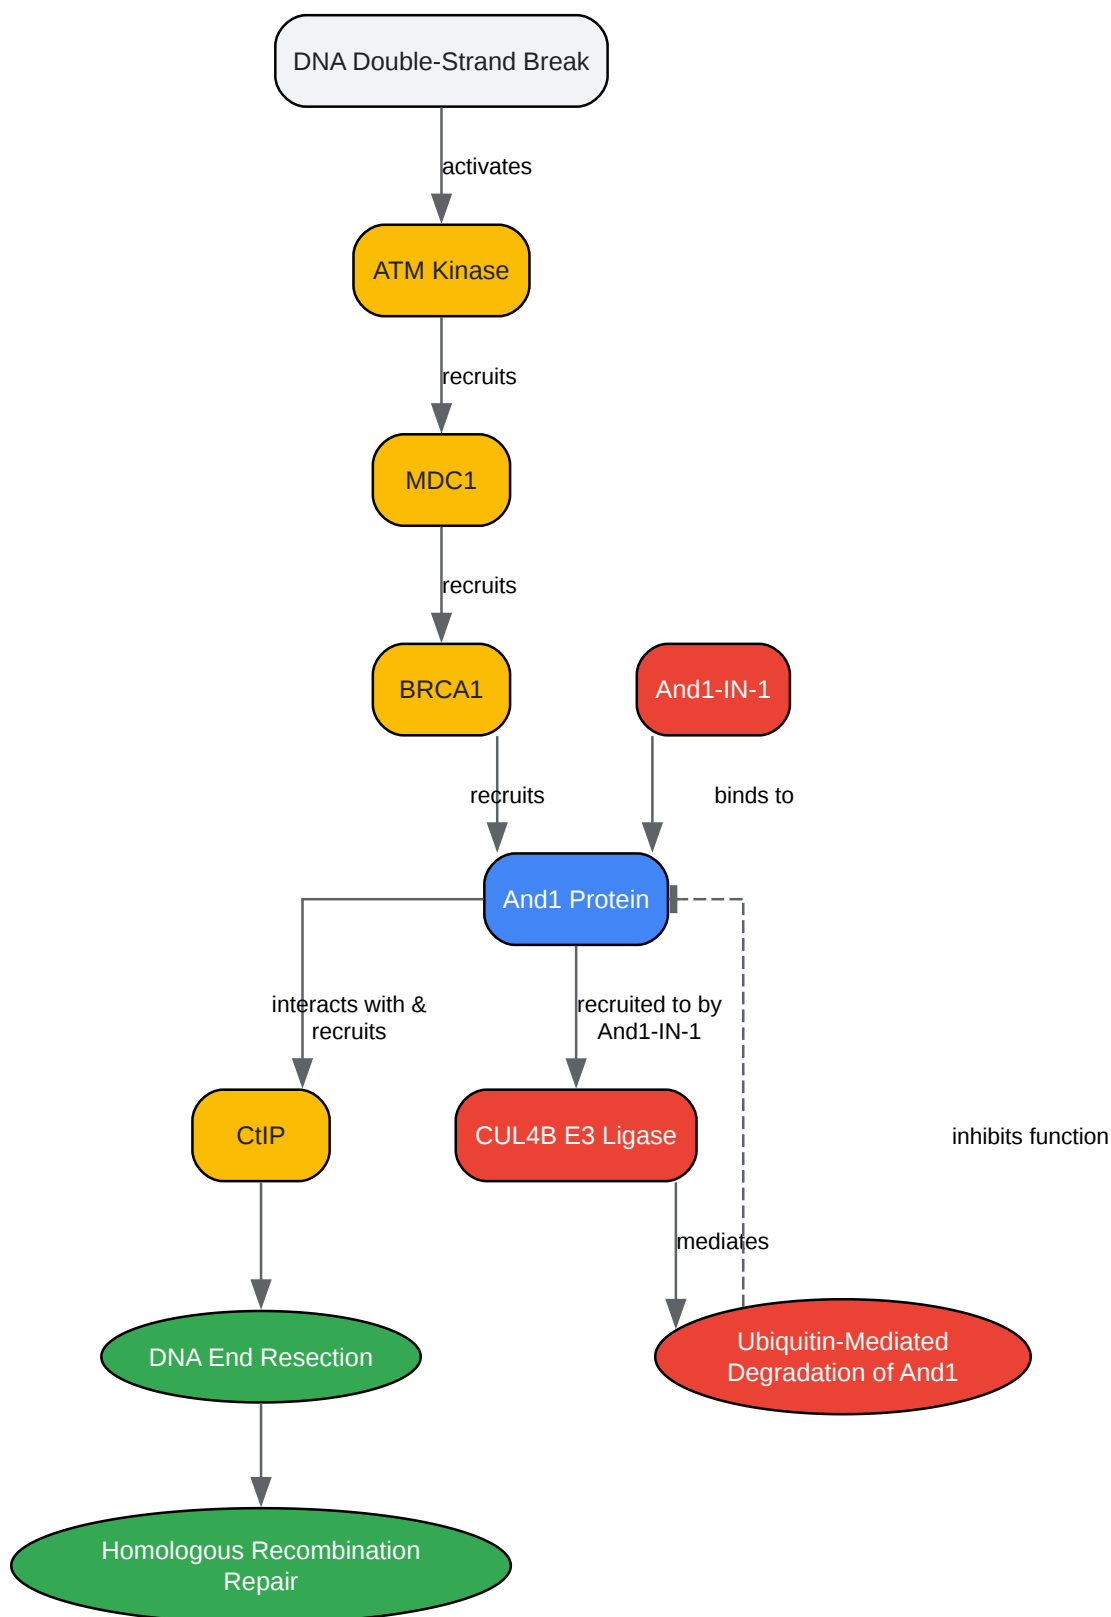 DNA Double-Strand Break
activates
ATM Kinase
recruits
MDC1
recruits
BRCA1
And1-IN-1
recruits
binds to
And1 Protein
interacts with &
recruits
recruited to by
And1-IN-1
CtIP
CUL4B E3 Ligase
inhibits function
mediates
DNA End Resection
Ubiquitin-Mediated
Degradation of And1
Homologous Recombination
Repair